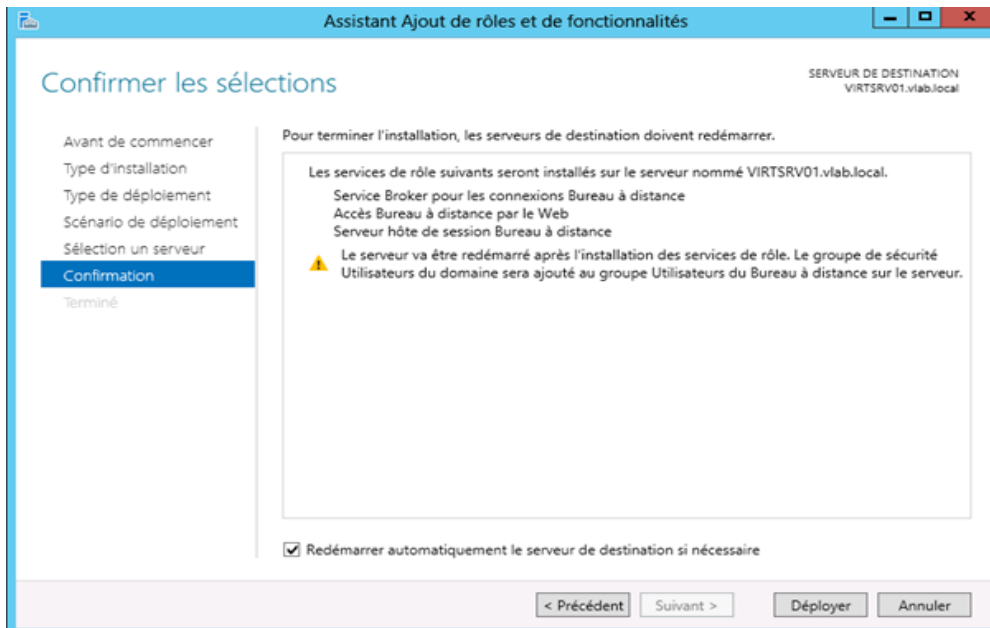 Assistant Ajout de rôles et de fonctionnalités
Confirmer les sélections
SERVEUR DE DESTINATION
VIRTSRV01.vlab.local
Avant de commencer
Type d'installation
Type de déploiement
Scénario de déploiement
Sélection un serveur
Confirmation
Terminé
Pour terminer l'installation, les serveurs de destination doivent redémarrer.
Les services de rôle suivants seront installés sur le serveur nommé VIRTSRV01.vlab.local.
Service Broker pour les connexions Bureau à distance
Accès Bureau à distance par le Web
Serveur hôte de session Bureau à distance
Le serveur va être redémarré après l'installation des services de rôle. Le groupe de sécurité
Utilisateurs du domaine sera ajouté au groupe Utilisateurs du Bureau à distance sur le serveur.
Redémarrer automatiquement le serveur de destination si nécessaire
< Précédent Suivant > Déployer Annuler